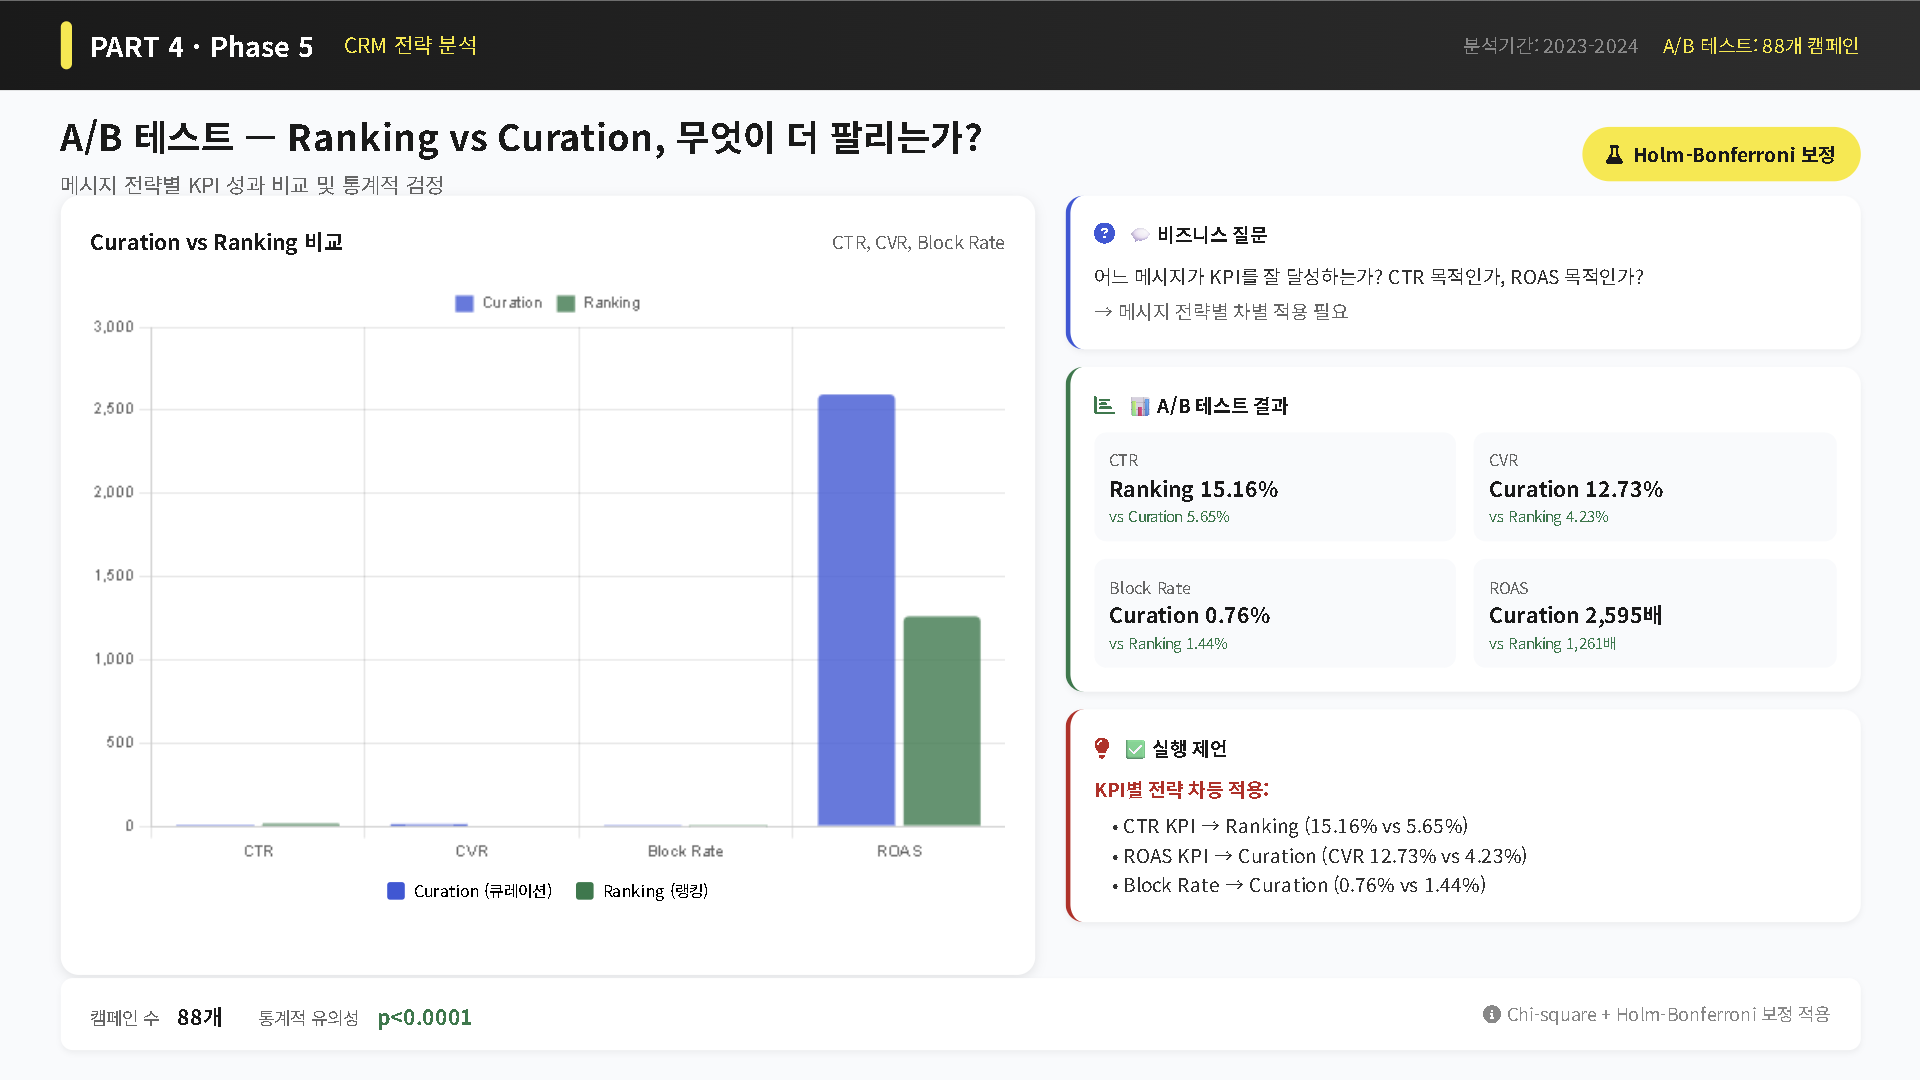 PART 4 · Phase 5
CRM 전략 분석
분석기간: 2023-2024
A/B 테스트: 88개 캠페인
A/B 테스트 — Ranking vs Curation, 무엇이 더 팔리는가?
메시지 전략별 KPI 성과 비교 및 통계적 검정
Holm-Bonferroni 보정
Curation vs Ranking 비교
CTR, CVR, Block Rate
Curation
Ranking
3,000
2,500
2,000
1,500
1,000
500
0
CTR
CVR
Block Rate
ROAS
Curation (큐레이션)
Ranking (랭킹)
비즈니스 질문
어느 메시지가 KPI를 잘 달성하는가? CTR 목적인가, ROAS 목적인가?
→ 메시지 전략별 차별 적용 필요
A/B 테스트 결과
CTR
Ranking 15.16%
vs Curation 5.65%
CVR
Curation 12.73%
vs Ranking 4.23%
Block Rate
Curation 0.76%
vs Ranking 1.44%
ROAS
Curation 2,595배
vs Ranking 1,261배
실행 제언
KPI별 전략 차등 적용:
• CTR KPI → Ranking (15.16% vs 5.65%)
• ROAS KPI → Curation (CVR 12.73% vs 4.23%)
• Block Rate → Curation (0.76% vs 1.44%)
캠페인 수 88개
통계적 유의성 p<0.0001
Chi-square + Holm-Bonferroni 보정 적용